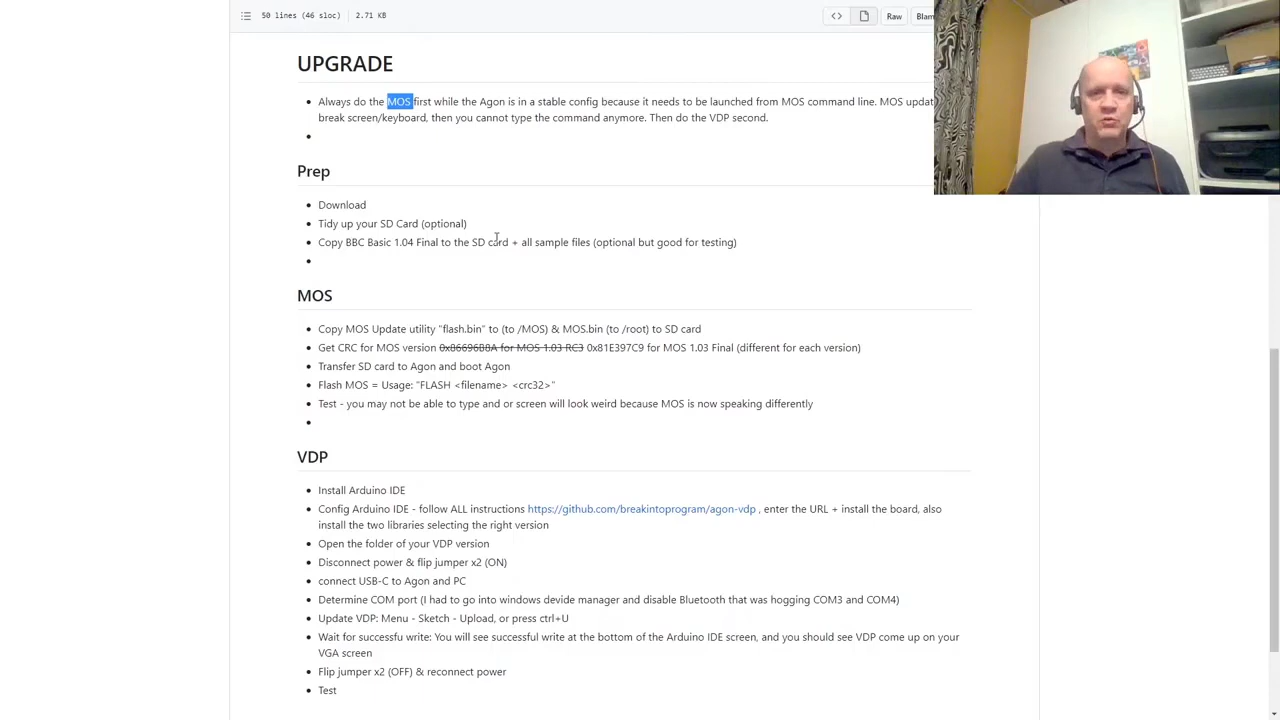 50 lines (46 sloc) 2.71 KB
Raw Blam
UPGRADE
Always do the MOS first while the Agon is in a stable config because it needs to be launched from MOS command line. MOS updat
break screen/keyboard, then you cannot type the command anymore. Then do the VDP second.
Prep
Download
Tidy up your SD Card (optional)
Copy BBC Basic 1.04 Final to the SD card + all sample files (optional but good for testing)
MOS
Copy MOS Update utility "flash.bin" to (to /MOS) & MOS.bin (to /root) to SD card
Get CRC for MOS version 0x86696B8A for MOS 1.03 RC3 0x81E397C9 for MOS 1.03 Final (different for each version)
Transfer SD card to Agon and boot Agon
Flash MOS = Usage: "FLASH <filename> <crc32>"
Test - you may not be able to type and or screen will look weird because MOS is now speaking differently
VDP
Install Arduino IDE
Config Arduino IDE - follow ALL instructions https://github.com/breakintoprogram/agon-vdp , enter the URL + install the board, also
install the two libraries selecting the right version
Open the folder of your VDP version
Disconnect power & flip jumper x2 (ON)
connect USB-C to Agon and PC
Determine COM port (I had to go into windows devide manager and disable Bluetooth that was hogging COM3 and COM4)
Update VDP: Menu - Sketch - Upload, or press ctrl+U
Wait for successfu write: You will see successful write at the bottom of the Arduino IDE screen, and you should see VDP come up on your
VGA screen
Flip jumper x2 (OFF) & reconnect power
Test